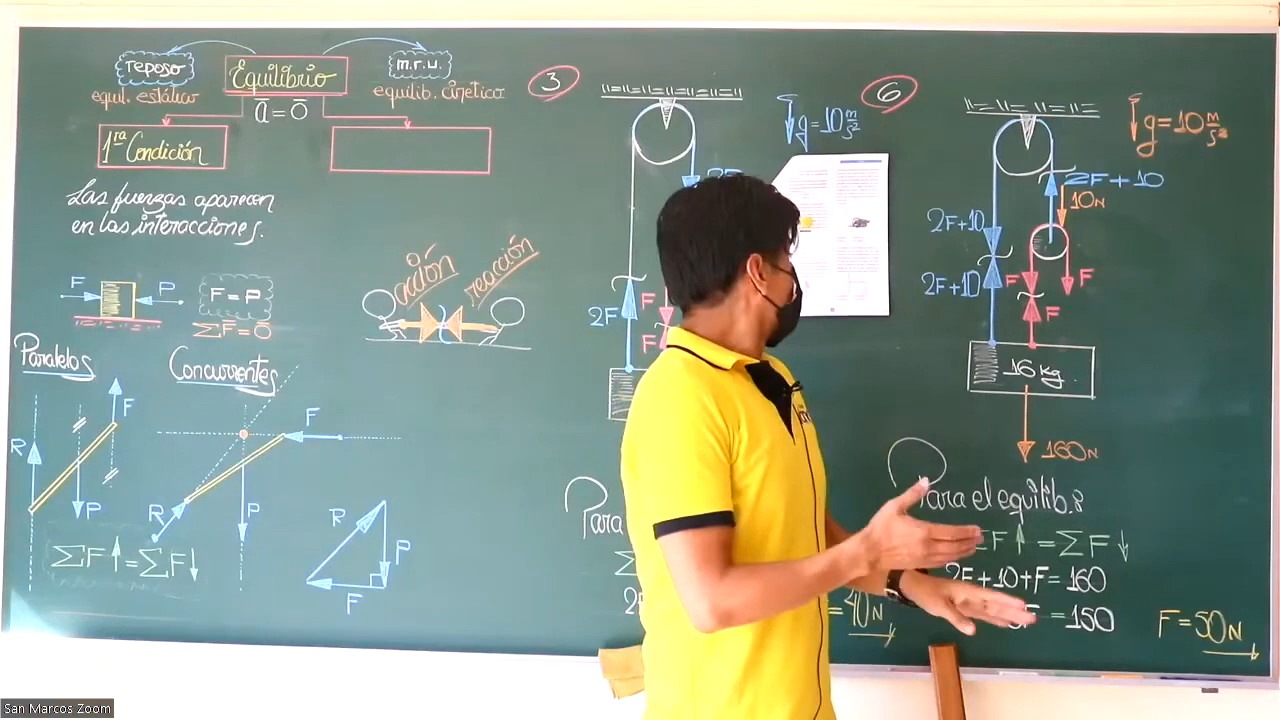 reposo
Equilibrio
m.r.u.
equil. estático
a̅ = 0̅
equilib. cinético
1ra Condición
Las fuerzas aparecen
en las interacciones.
F
P
F = P
ΣF̅ = 0̅
acción
reacción
Paralelos
Concurrentes
F
R
P
ΣF↑ = ΣF↓
F
R
P
R
P
F
3
g = 10 m/s²
2F
F
F
Para
Σ
= 40N
6
g = 10 m/s²
2F + 10
10N
2F+10
2F+10
F
F
F
16 kg.
160N
Para el equilib.:
ΣF↑ = ΣF↓
2F + 10 + F = 160
3F = 150
F = 50N
San Marcos Zoom